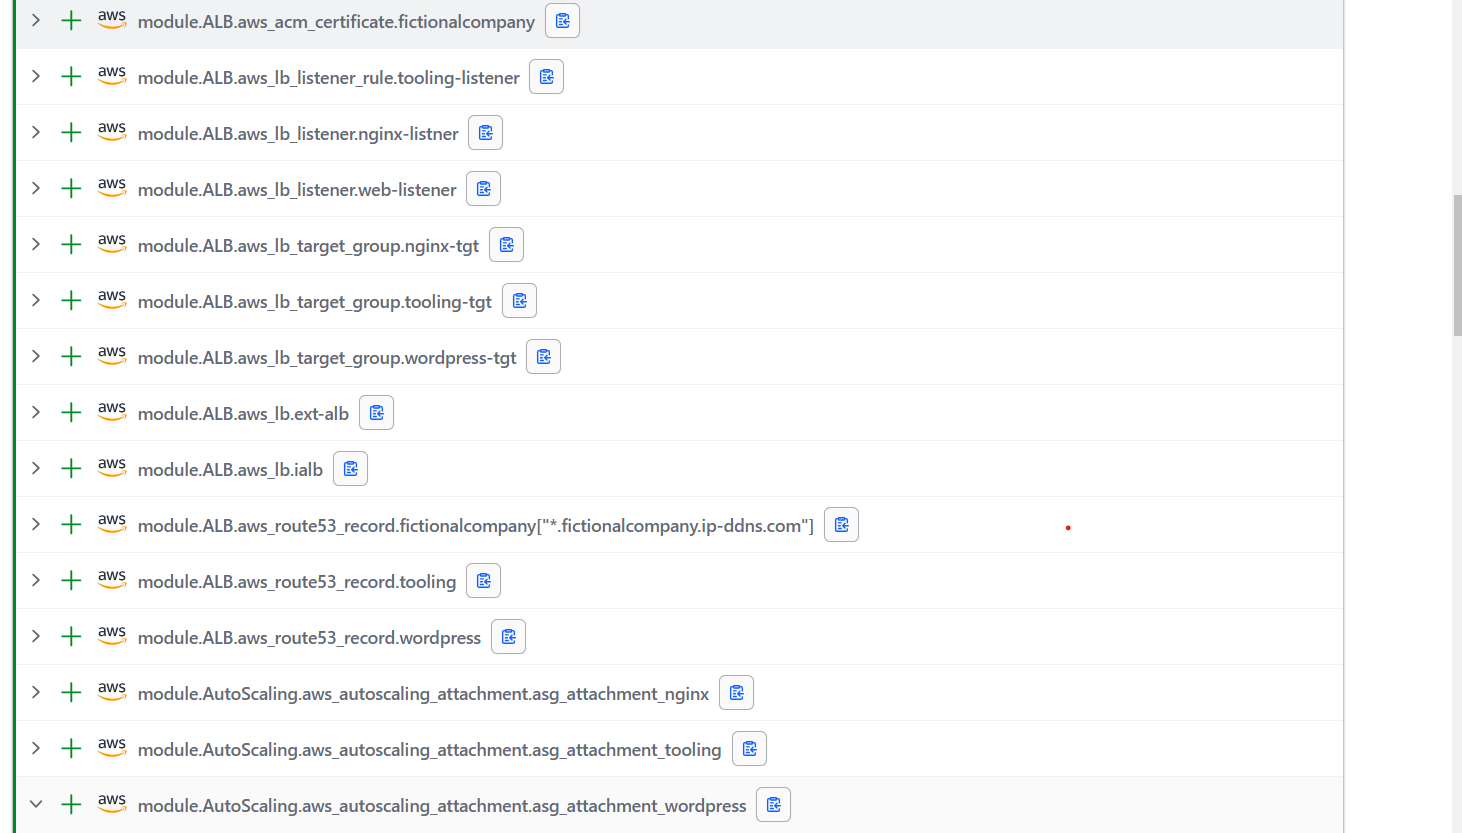 aws module.ALB.aws_acm_certificate.fictionalcompany
aws module.ALB.aws_lb_listener_rule.tooling-listener
aws module.ALB.aws_lb_listener.nginx-listner
aws module.ALB.aws_lb_listener.web-listener
aws module.ALB.aws_lb_target_group.nginx-tgt
aws module.ALB.aws_lb_target_group.tooling-tgt
aws module.ALB.aws_lb_target_group.wordpress-tgt
aws module.ALB.aws_lb.ext-alb
aws module.ALB.aws_lb.ialb
aws module.ALB.aws_route53_record.fictionalcompany["*.fictionalcompany.ip-ddns.com"]
aws module.ALB.aws_route53_record.tooling
aws module.ALB.aws_route53_record.wordpress
aws module.AutoScaling.aws_autoscaling_attachment.asg_attachment_nginx
aws module.AutoScaling.aws_autoscaling_attachment.asg_attachment_tooling
aws module.AutoScaling.aws_autoscaling_attachment.asg_attachment_wordpress